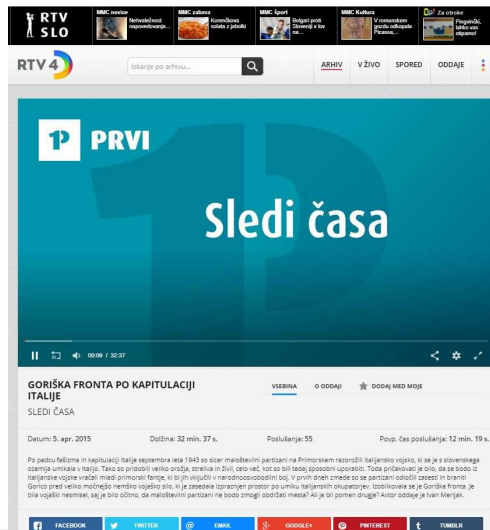 RTV SLO
MMC novice
Nehvaležnost napovedovanja...
MMC zabava
Korenčkova solata z jabolki
MMC šport
Bolgari proti Sloveniji v lov na...
MMC Kultura
V romanskem gozdu odkopala Picassa,...
Op! Za otroke
Pingvinčki, lahko vas otipamo!
RTV 4D
Iskanje po arhivu...
ARHIV
V ŽIVO
SPORED
ODDAJE
1P PRVI
Sledi časa
00:09 / 32:37
GORIŠKA FRONTA PO KAPITULACIJI
ITALIJE
SLEDI ČASA
VSEBINA
O ODDAJI
DODAJ MED MOJE
Datum: 5. apr. 2015
Dolžina: 32 min. 37 s.
Poslušanja: 55
Povp. čas poslušanja: 12 min. 19 s.
Po padcu fašizma in kapitulaciji Italije septembra leta 1943 so sicer maloštevilni partizani na Primorskem razorožili italijansko vojsko, ki se je s slovenskega
ozemlja umikala v Italijo. Tako so pridobili veliko orožja, streliva in živil, celo več, kot so bili tedaj sposobni uporabiti. Toda pričakovati je bilo, da se bodo iz
italijanske vojske vračali mladi primorski fantje, ki bi jih vključili v narodnoosvobodilni boj. V prvih dneh zmede so se partizani odločili zasesti in braniti
Gorico pred veliko močnejšo nemško vojaško silo, ki je zasedala izpraznjen prostor po umiku italijanskih okupatorjev. Izoblikovala se je Goriška fronta. Je
bila vojaški nesmisel, saj je bilo očitno, da maloštevilni partizani ne bodo zmogli obdržati mesta? Ali je bil pomen drugje? Avtor oddaje je Ivan Merljak.
FACEBOOK
TWITTER
EMAIL
GOOGLE+
PINTEREST
TUMBLR